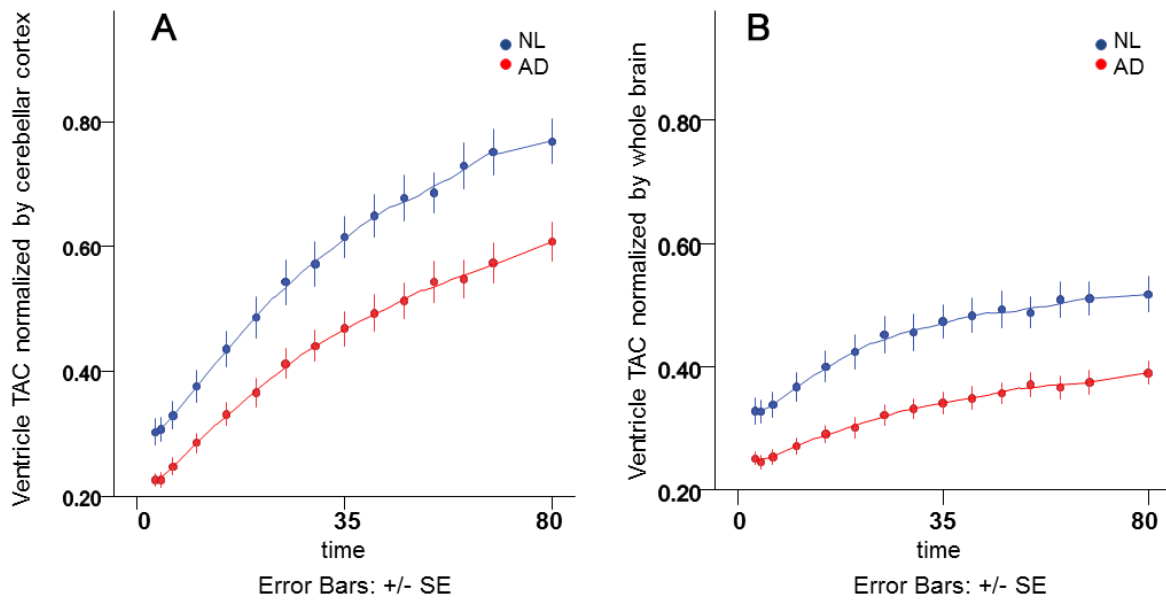 A
NL
AD
Ventricle TAC normalized by cerebellar cortex
0.80
0.60
0.40
0.20
0
35
80
time
Error Bars: +/- SE
B
NL
AD
Ventricle TAC normalized by whole brain
0.80
0.60
0.40
0.20
0
35
80
time
Error Bars: +/- SE